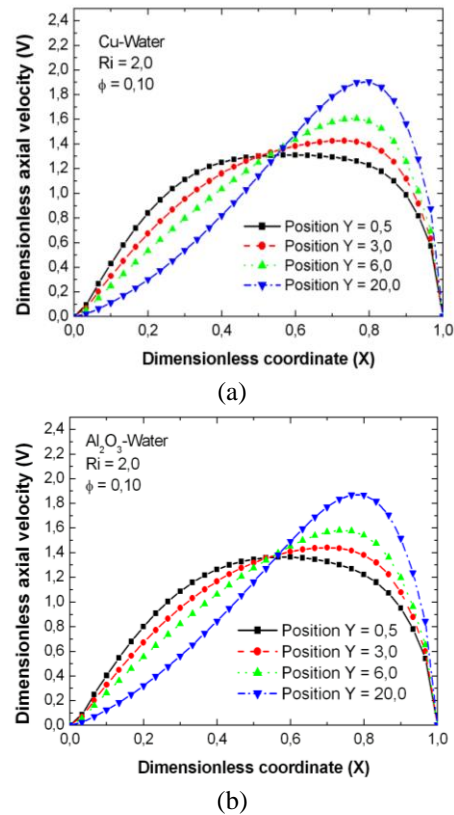 Cu-Water
Ri = 2,0
ϕ = 0,10
Dimensionless axial velocity (V)
2,2
2,0
1,8
1,6
1,4
1,2
1,0
0,8
0,6
0,4
0,2
0,0
Position Y = 0,5
Position Y = 3,0
Position Y = 6,0
Position Y = 20,0
0,0 0,2 0,4 0,6 0,8 1,0
Dimensionless coordinate (X)
(a)
Al₂O₃-Water
Ri = 2,0
ϕ = 0,10
Dimensionless axial velocity (V)
2,4
2,2
2,0
1,8
1,6
1,4
1,2
1,0
0,8
0,6
0,4
0,2
0,0
Position Y = 0,5
Position Y = 3,0
Position Y = 6,0
Position Y = 20,0
0,0 0,2 0,4 0,6 0,8 1,0
Dimensionless coordinate (X)
(b)